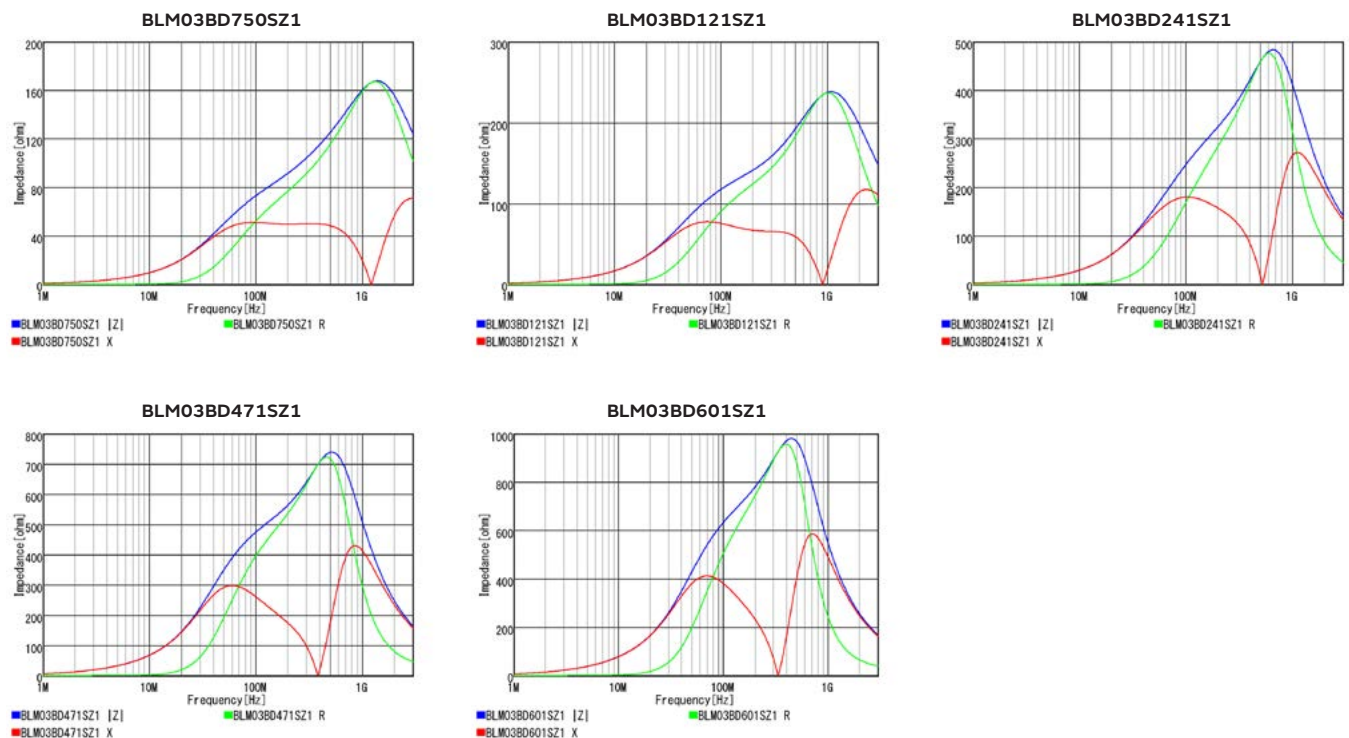 BLM03BD750SZ1
200
160
120
80
40
0
Impedance[ohm]
1M 10M 100M 1G
Frequency[Hz]
BLM03BD750SZ1 |Z| BLM03BD750SZ1 R
BLM03BD750SZ1 X
BLM03BD121SZ1
300
200
100
0
Impedance[ohm]
1M 10M 100M 1G
Frequency[Hz]
BLM03BD121SZ1 |Z| BLM03BD121SZ1 R
BLM03BD121SZ1 X
BLM03BD241SZ1
500
400
300
200
100
0
Impedance[ohm]
1M 10M 100M 1G
Frequency[Hz]
BLM03BD241SZ1 |Z| BLM03BD241SZ1 R
BLM03BD241SZ1 X
BLM03BD471SZ1
800
700
600
500
400
300
200
100
0
Impedance[ohm]
1M 10M 100M 1G
Frequency[Hz]
BLM03BD471SZ1 |Z| BLM03BD471SZ1 R
BLM03BD471SZ1 X
BLM03BD601SZ1
1000
800
600
400
200
0
Impedance[ohm]
1M 10M 100M 1G
Frequency[Hz]
BLM03BD601SZ1 |Z| BLM03BD601SZ1 R
BLM03BD601SZ1 X